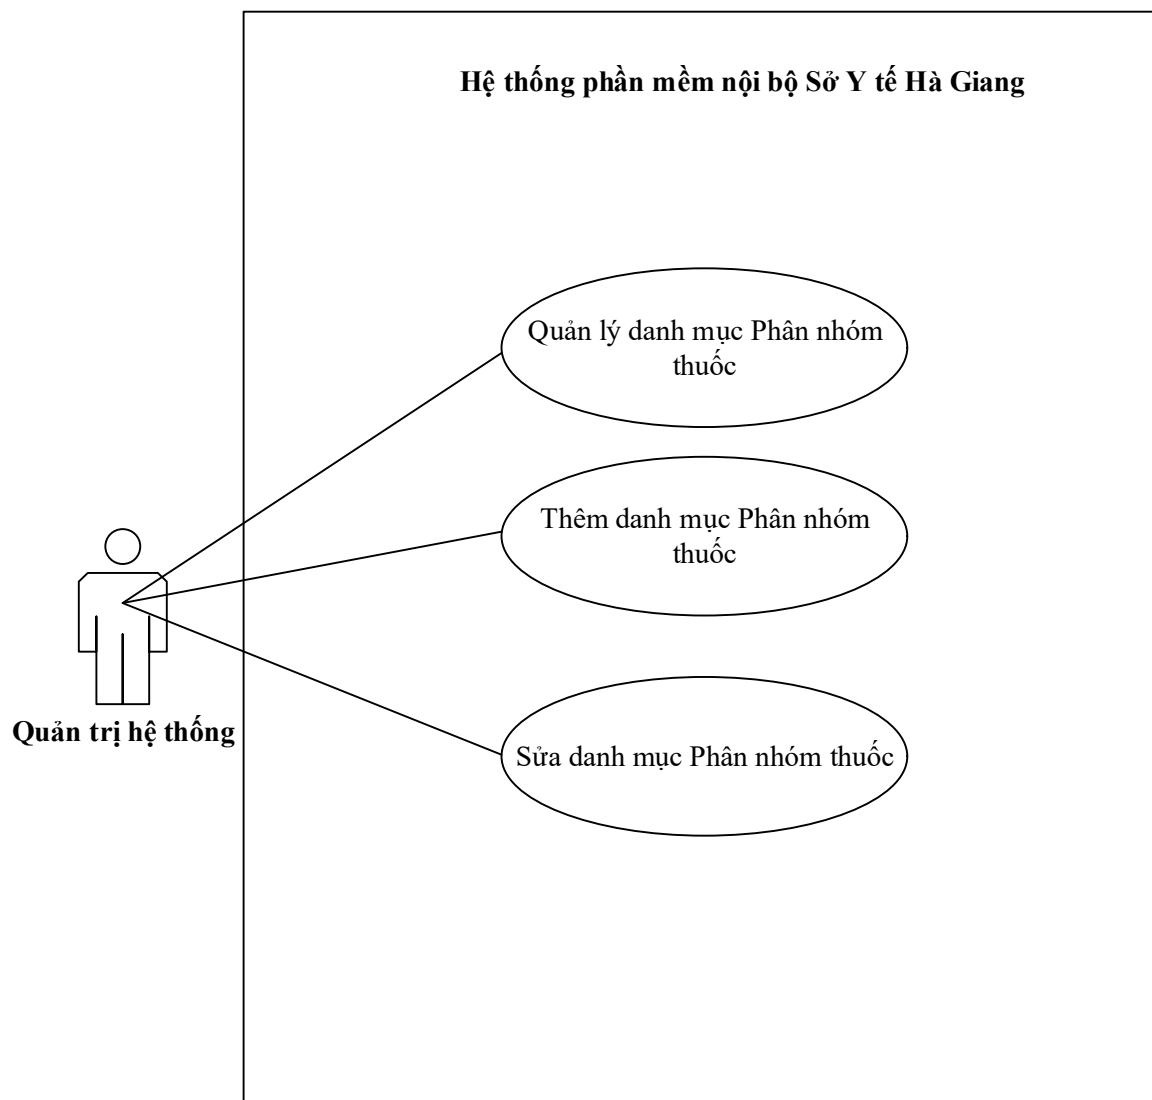 Hệ thống phần mềm nội bộ Sở Y tế Hà Giang
Quản lý danh mục Phân nhóm
thuốc
Thêm danh mục Phân nhóm
thuốc
Quản trị hệ thống
Sửa danh mục Phân nhóm thuốc